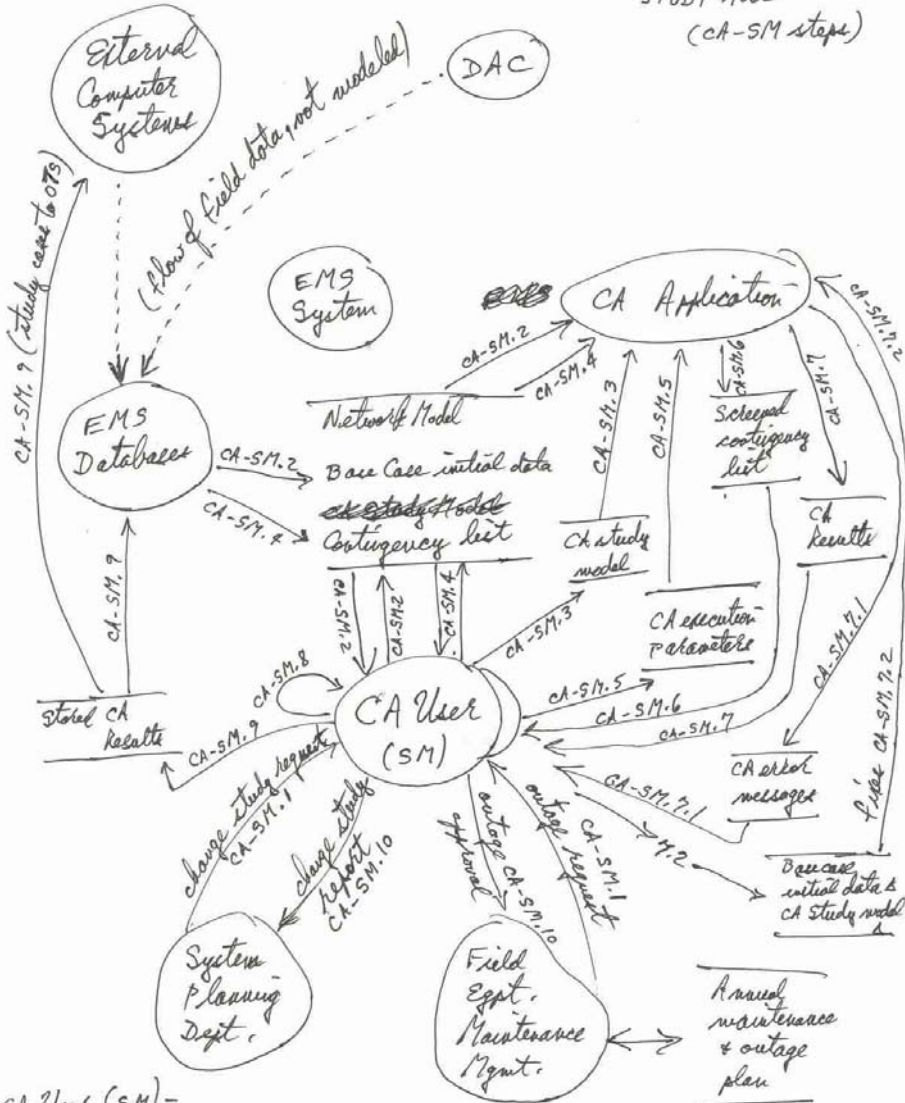 (CA-SM steps)
External
Computer
Systems
DAC
(flow of field data, not modeled)
CA-SM.9 (study case to OTS)
EMS
System
CA Application
CA-SM.2
CA-SM.4
Network Model
CA-SM.3
CA-SM.5
CA-SM.6
CA-SM.7
CA-SM.7.2
Screened
contigency
list
EMS
Databases
CA-SM.2
CA-SM.4
Base Case initial data
CA Study Model
Contigency list
CA study
model
CA
Results
CA-SM.9
CA-SM.2
CA-SM.2
CA-SM.4
CA-SM.3
CA execution
parameters
CA-SM.7.1
CA-SM.8
Stored CA
Results
CA-SM.9
CA User
(SM)
CA-SM.5
CA-SM.6
CA-SM.7
CA error
messages
fixes CA-SM.7.2
CA-SM.7.1
7.2
Base case
initial data &
CA Study model
change study request
CA-SM.1
change study
report
CA-SM.10
outage
approval
CA-SM.10
CA-SM.1
outage request
System
Planning
Dept.
Field
Eqpt.
Maintenance
Mgmt.
Annual
maintenance
& outage
plan
CA User (SM) =